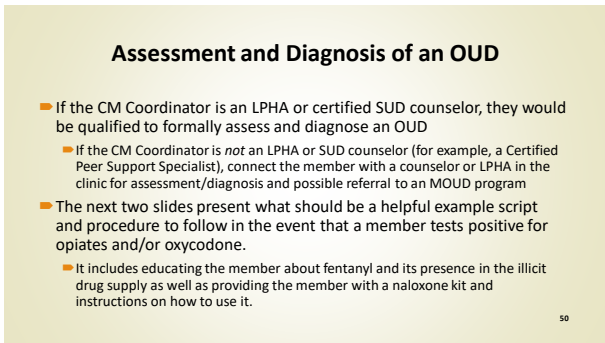 Assessment and Diagnosis of an OUD
If the CM Coordinator is an LPHA or certified SUD counselor, they would
be qualified to formally assess and diagnose an OUD
If the CM Coordinator is not an LPHA or SUD counselor (for example, a Certified
Peer Support Specialist), connect the member with a counselor or LPHA in the
clinic for assessment/diagnosis and possible referral to an MOUD program
The next two slides present what should be a helpful example script
and procedure to follow in the event that a member tests positive for
opiates and/or oxycodone.
It includes educating the member about fentanyl and its presence in the illicit
drug supply as well as providing the member with a naloxone kit and
instructions on how to use it.
50